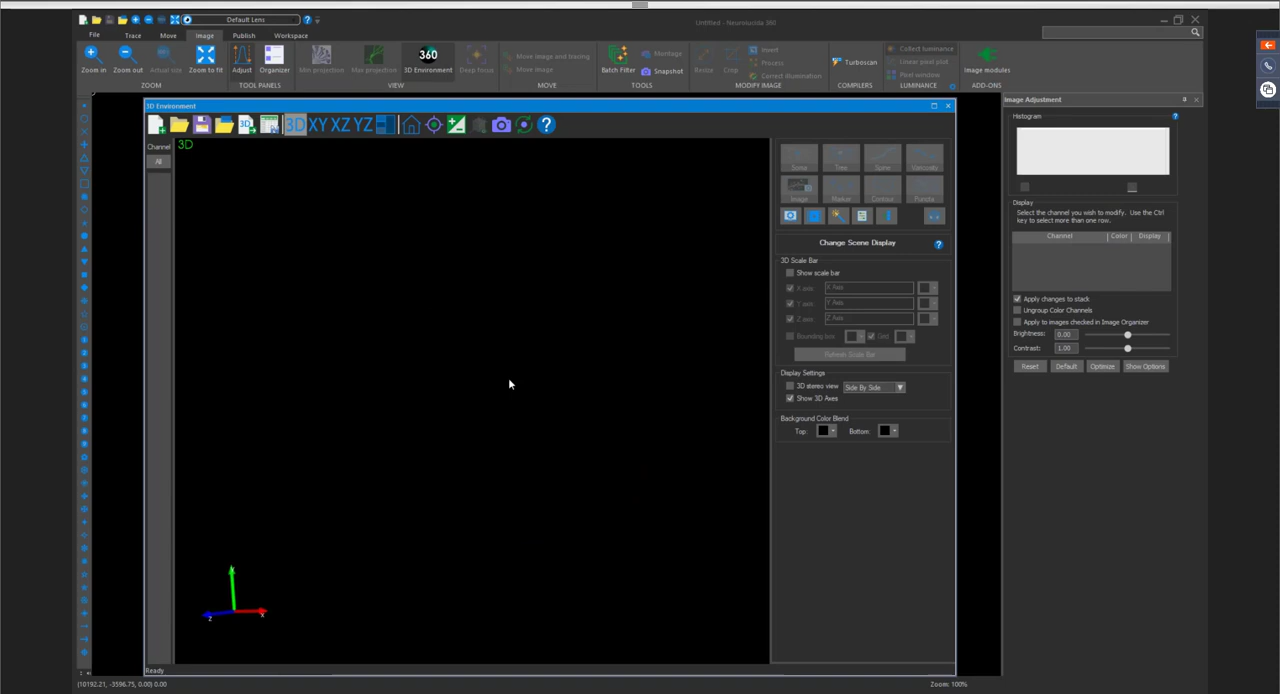 Default Lens
Untitled - Neurolucida 360
File Trace Move Image Publish Workspace
Zoom in Zoom out Actual size Zoom to fit
ZOOM
Adjust Organizer
TOOL PANELS
Min projection Max projection 360 3D Environment Deep focus
VIEW
Move image and tracing
Move image
MOVE
Batch Filter Montage
Snapshot
TOOLS
Resize Crop Invert
Process
Correct illumination
MODIFY IMAGE
Turboscan
COMPILERS
Collect luminance
Linear pixel plot
Pixel window
LUMINANCE
Image modules
ADD-ONS
3D Environment
3D XY XZ YZ
Channel
All
3D
Y
Z X
Ready
Soma Tree Spine Varicosity
Image Marker Contour Puncta
Change Scene Display
3D Scale Bar
Show scale bar
X axis: X Axis
Y axis: Y Axis
Z axis: Z Axis
Bounding box Grid
Refresh Scale Bar
Display Settings
3D stereo view Side By Side
Show 3D Axes
Background Color Blend
Top: Bottom:
Image Adjustment
Histogram
Display
Select the channel you wish to modify. Use the Ctrl
key to select more than one row.
Channel Color Display
Apply changes to stack
Ungroup Color Channels
Apply to images checked in Image Organizer
Brightness: 0.00
Contrast: 1.00
Reset Default Optimize Show Options
(10192.21, -3596.75, 0.00) 0.00
Zoom: 100%